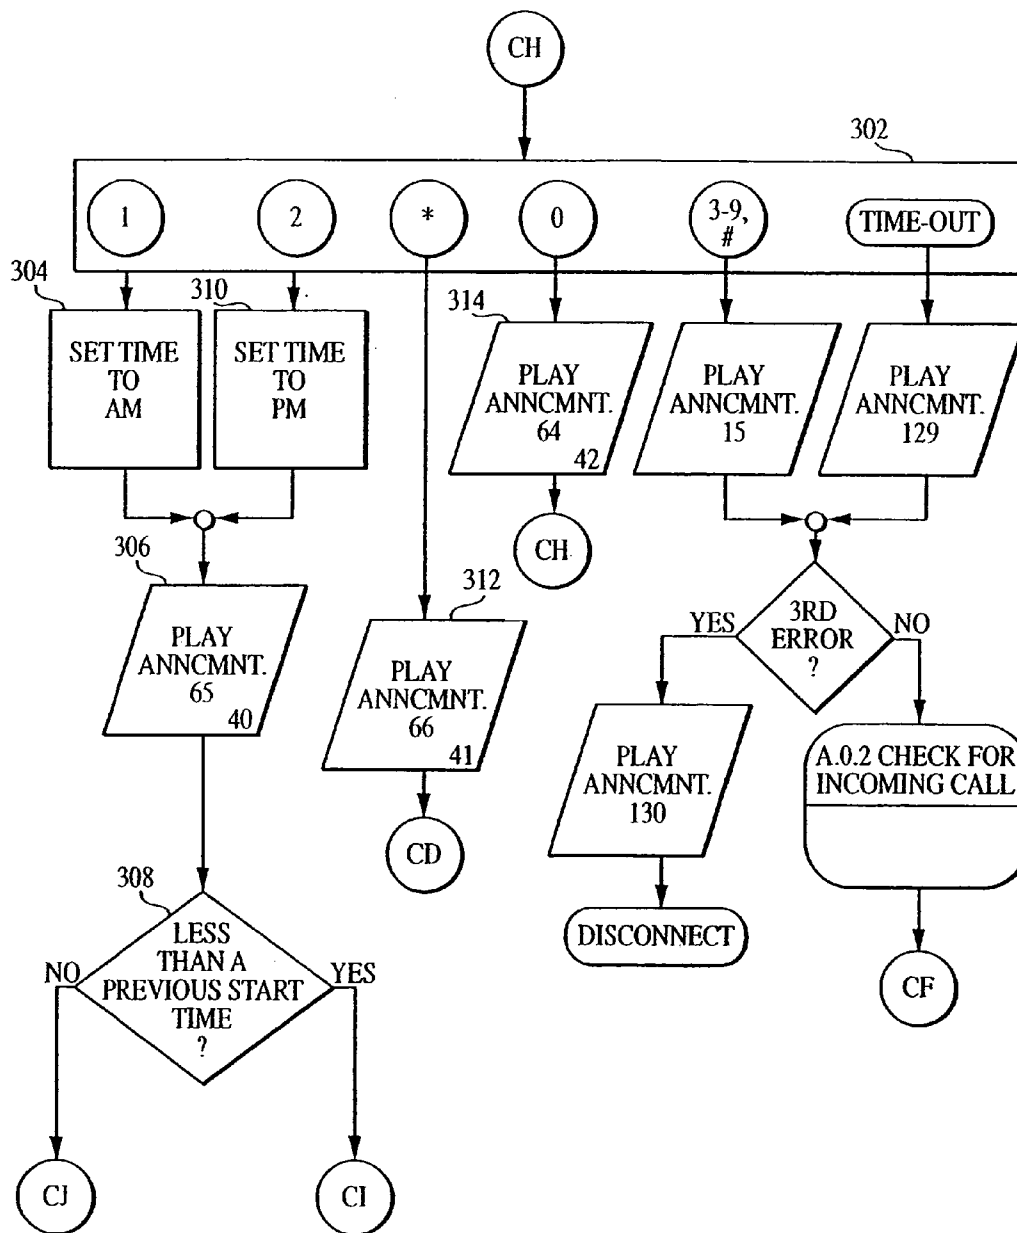 CH
302
1
2
*
0
3-9,
#
TIME-OUT
304
SET TIME
TO
AM
310
SET TIME
TO
PM
314
PLAY
ANNCMNT.
64
42
PLAY
ANNCMNT.
15
PLAY
ANNCMNT.
129
CH
306
PLAY
ANNCMNT.
65
40
312
PLAY
ANNCMNT.
66
41
CD
YES
3RD
ERROR
?
NO
PLAY
ANNCMNT.
130
DISCONNECT
A.0.2 CHECK FOR
INCOMING CALL
CF
308
LESS
THAN A
PREVIOUS START
TIME
?
NO
YES
CJ
CI